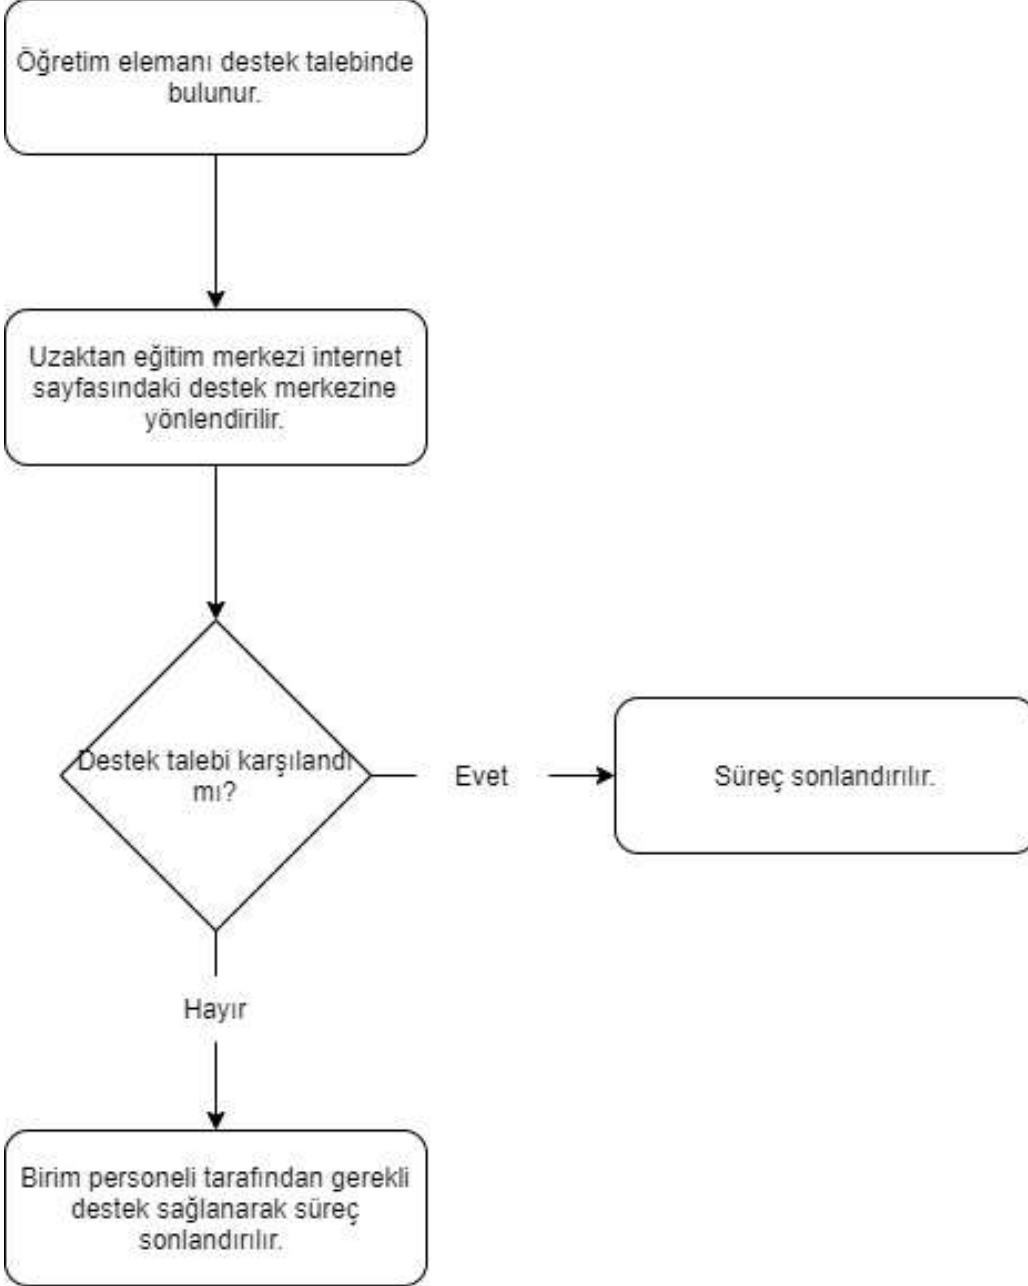 Öğretim elemanı destek talebinde
bulunur.
Uzaktan eğitim merkezi internet
sayfasındaki destek merkezine
yönlendirilir.
Destek talebi karşılandı
mı?
Evet
Süreç sonlandırılır.
Hayır
Birim personeli tarafından gerekli
destek sağlanarak süreç
sonlandırılır.